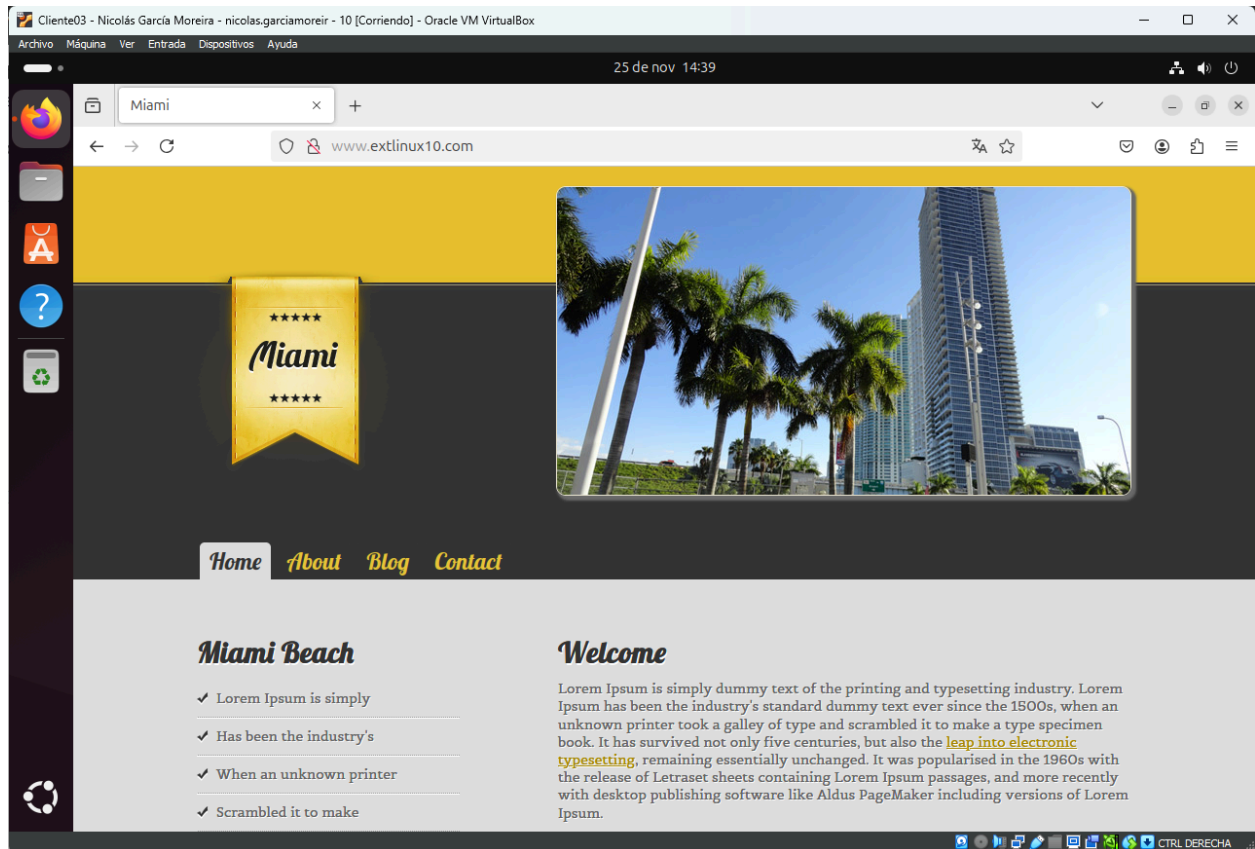 Cliente03 - Nicolás García Moreira - nicolas.garciamoreir - 10 [Corriendo] - Oracle VM VirtualBox
Archivo Máquina Ver Entrada Dispositivos Ayuda
25 de nov 14:39
Miami
www.extlinux10.com
★★★★★
Miami
★★★★★
Home About Blog Contact
Miami Beach
Lorem Ipsum is simply
Has been the industry's
When an unknown printer
Scrambled it to make
Welcome
Lorem Ipsum is simply dummy text of the printing and typesetting industry. Lorem
Ipsum has been the industry's standard dummy text ever since the 1500s, when an
unknown printer took a galley of type and scrambled it to make a type specimen
book. It has survived not only five centuries, but also the leap into electronic
typesetting, remaining essentially unchanged. It was popularised in the 1960s with
the release of Letraset sheets containing Lorem Ipsum passages, and more recently
with desktop publishing software like Aldus PageMaker including versions of Lorem
Ipsum.
CTRL DERECHA